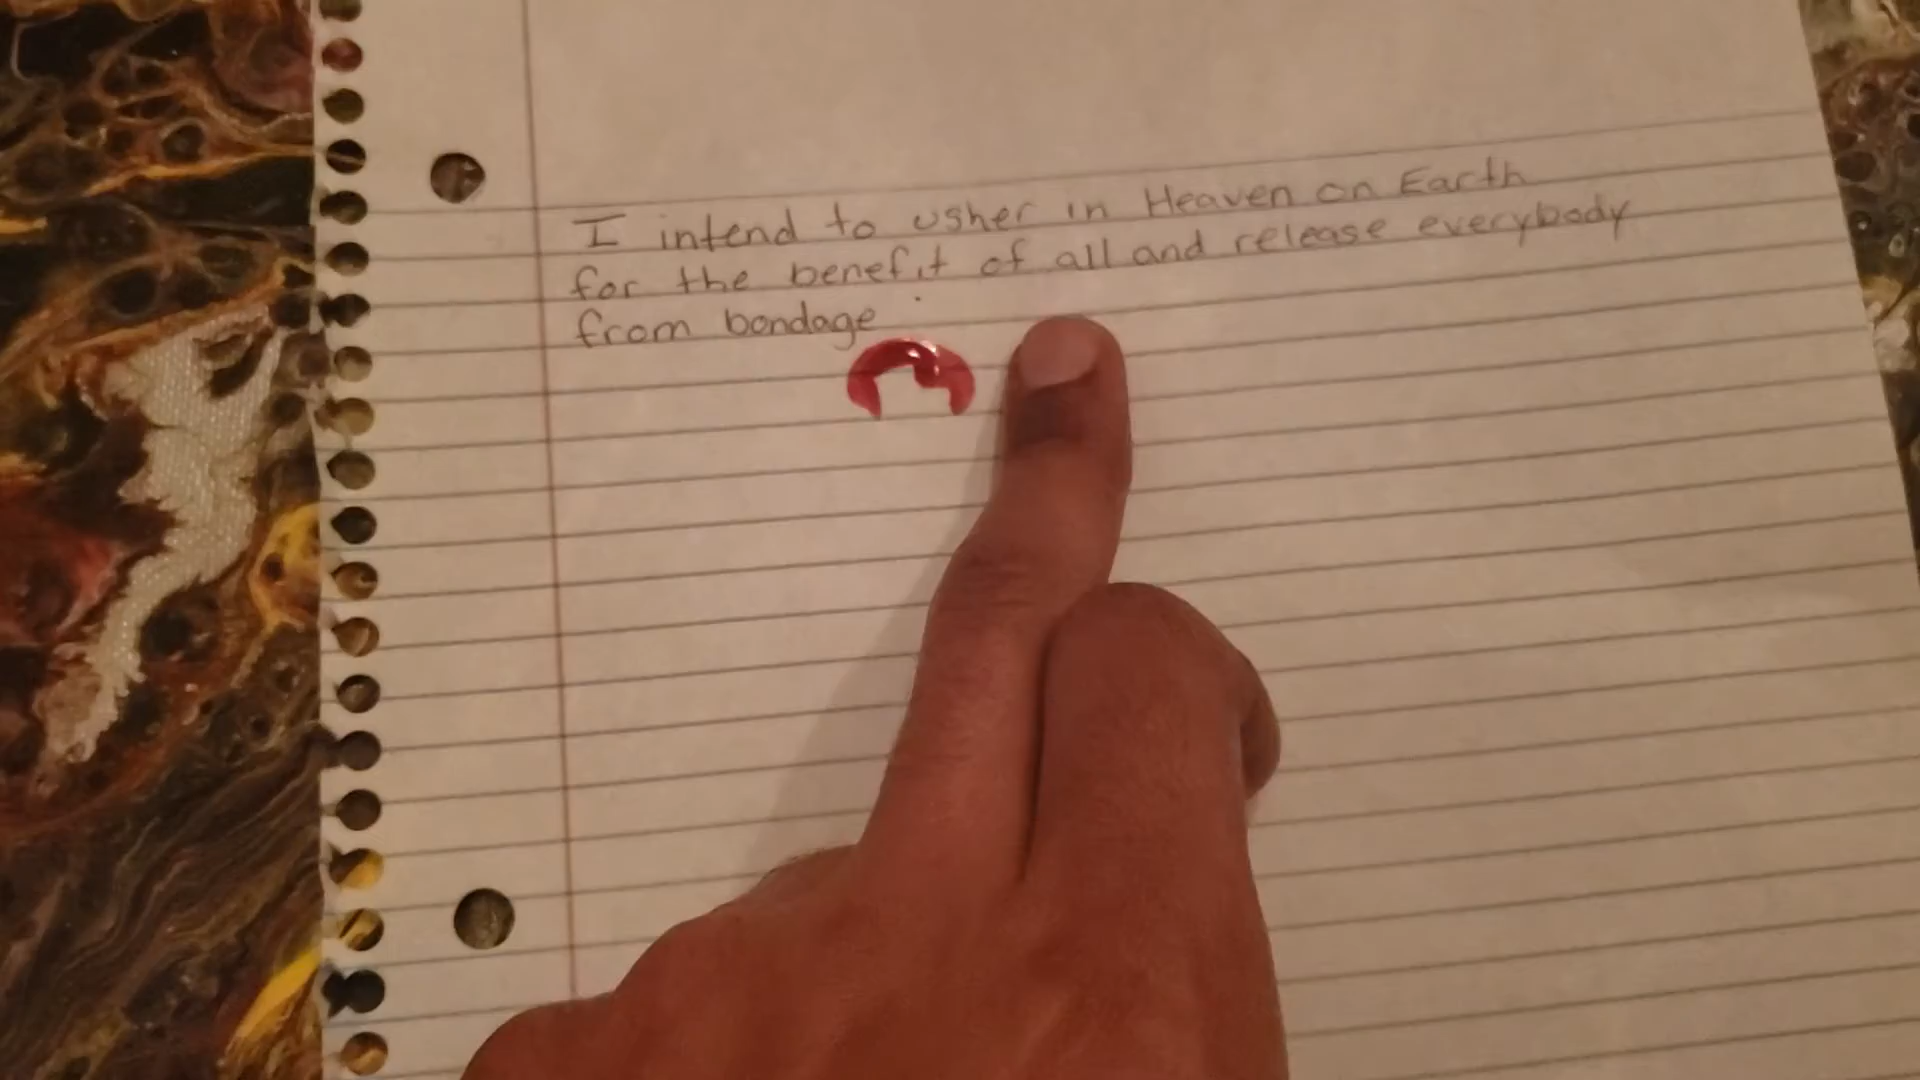 I intend to usher in Heaven on Earth
for the benefit of all and release everybody
from bondage.